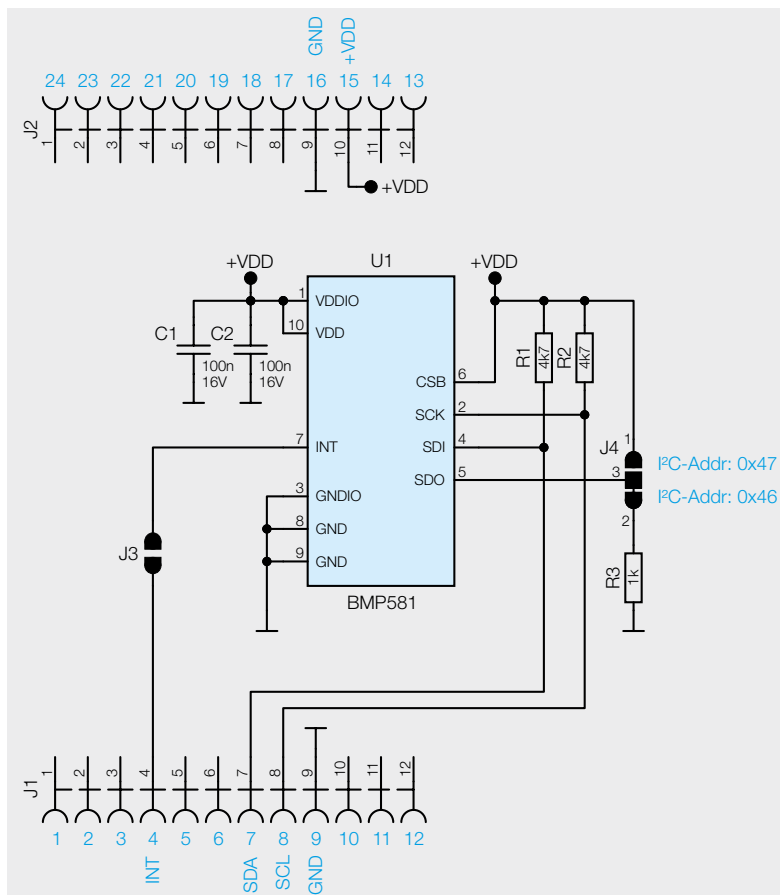 GND
+VDD
24 23 22 21 20 19 18 17 16 15 14 13
J2
1 2 3 4 5 6 7 8 9 10 11 12
+VDD
U1
+VDD
+VDD
1 VDDIO
10 VDD
C1
100n
16V
C2
100n
16V
R1
4k7
R2
4k7
CSB 6
SCK 2
7 INT
SDI 4
SDO 5
3 GNDIO
8 GND
9 GND
BMP581
J4
1
3
2
I²C-Addr: 0x47
I²C-Addr: 0x46
J3
R3
1k
J1
1 2 3 4 5 6 7 8 9 10 11 12
1 2 3 4 5 6 7 8 9 10 11 12
INT
SDA
SCL
GND